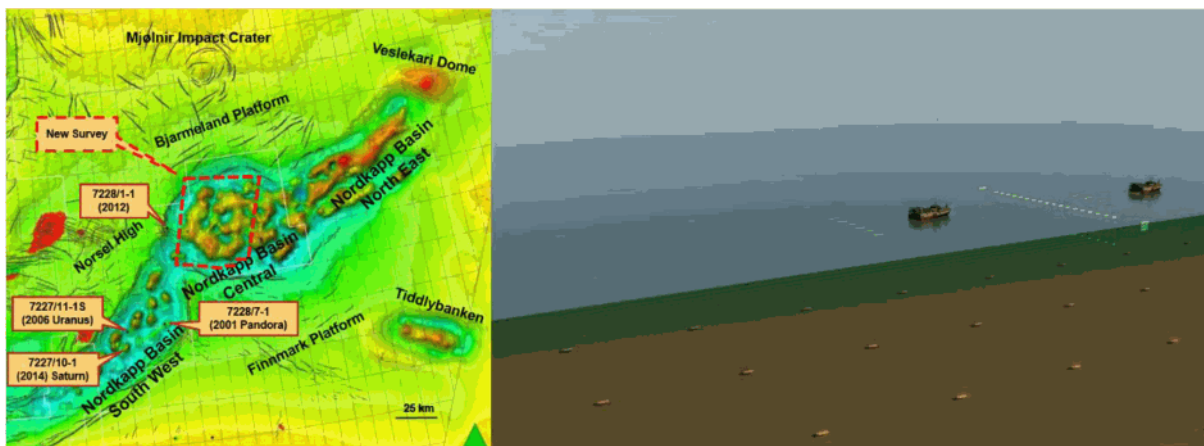 Mjølnir Impact Crater
Veslekari Dome
Bjarmeland Platform
New Survey
Nordkapp Basin
North East
7228/1-1
(2012)
Norsel High
Nordkapp Basin
Central
7227/11-1S
(2006 Uranus)
7228/7-1
(2001 Pandora)
Tiddlybanken
7227/10-1
(2014) Saturn)
Nordkapp Basin
South West
Finnmark Platform
25 km